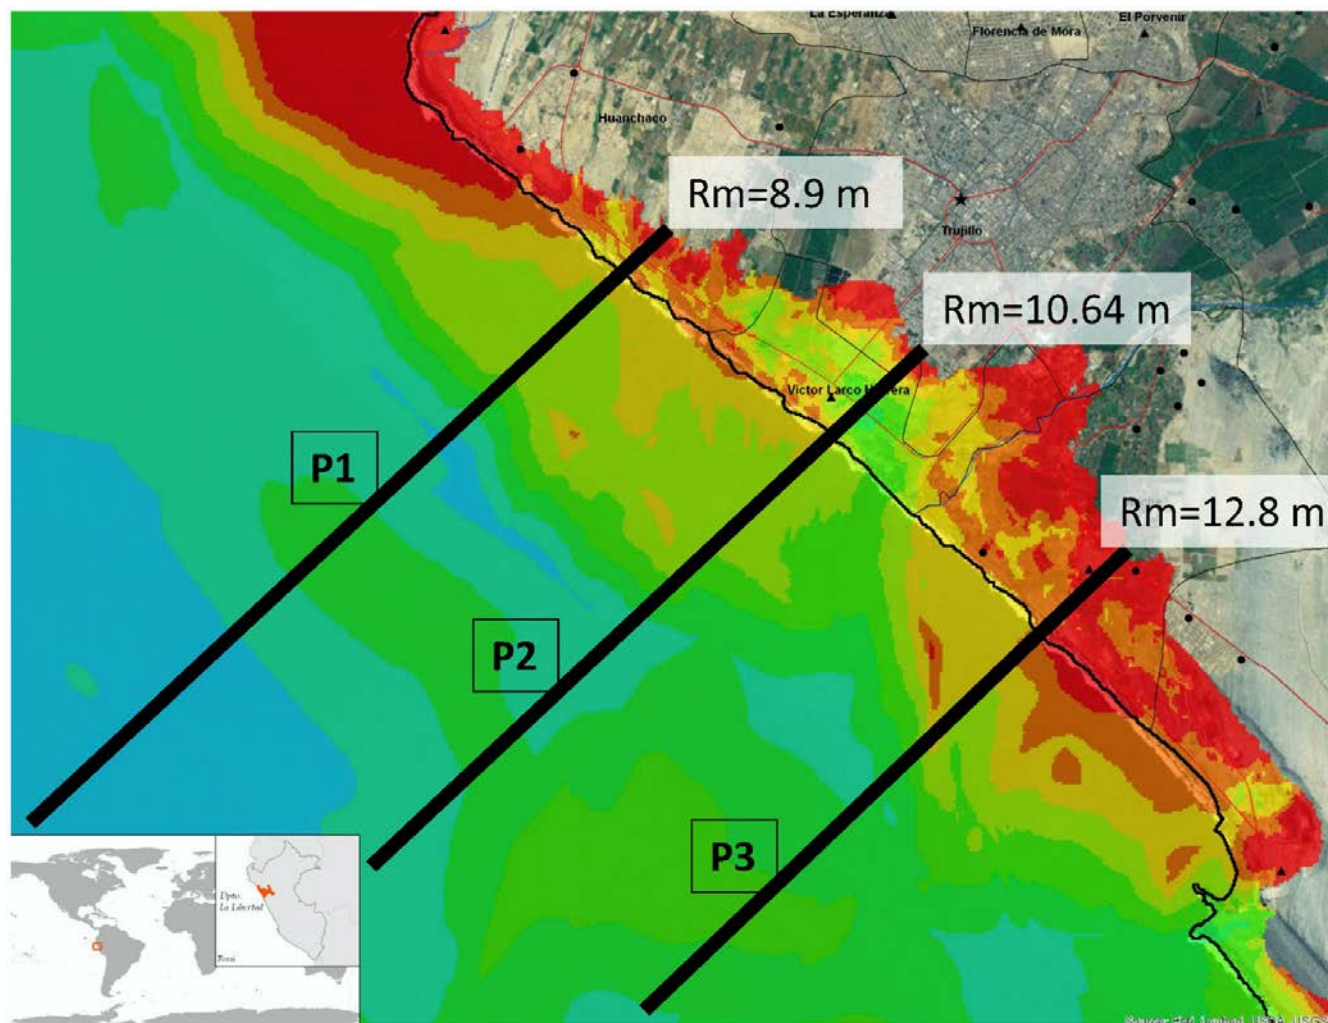 La Esperanza
El Porvenir
Florencia de Mora
Huanchaco
Rm=8.9 m
Trujillo
Rm=10.64 m
Victor Larco Herrera
P1
Rm=12.8 m
P2
P3
Dpto.
La Libertad
Perú